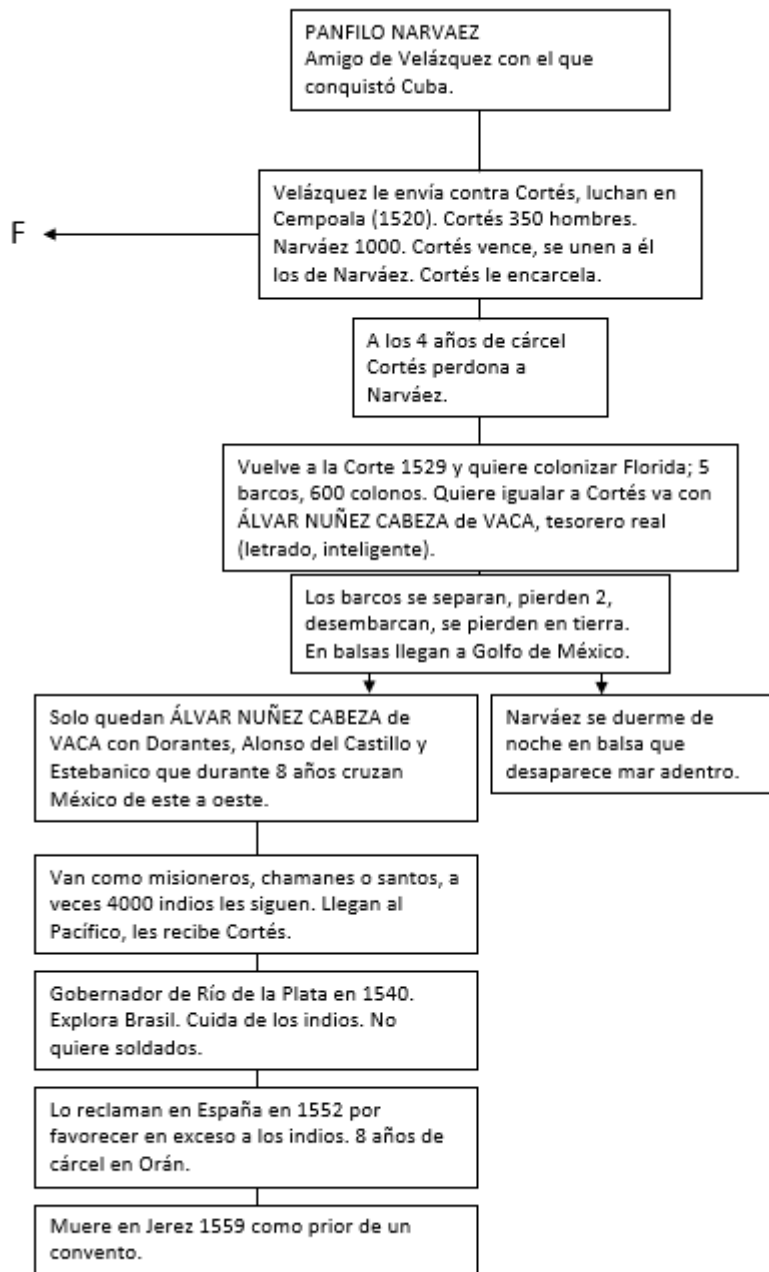 PANFILO NARVAEZ
Amigo de Velázquez con el que
conquistó Cuba.
Velázquez le envía contra Cortés, luchan en
Cempoala (1520). Cortés 350 hombres.
Narváez 1000. Cortés vence, se unen a él
los de Narváez. Cortés le encarcela.
F
A los 4 años de cárcel
Cortés perdona a
Narváez.
Vuelve a la Corte 1529 y quiere colonizar Florida; 5
barcos, 600 colonos. Quiere igualar a Cortés va con
ÁLVAR NUÑEZ CABEZA de VACA, tesorero real
(letrado, inteligente).
Los barcos se separan, pierden 2,
desembarcan, se pierden en tierra.
En balsas llegan a Golfo de México.
Solo quedan ÁLVAR NUÑEZ CABEZA de
VACA con Dorantes, Alonso del Castillo y
Estebanico que durante 8 años cruzan
México de este a oeste.
Narváez se duerme de
noche en balsa que
desaparece mar adentro.
Van como misioneros, chamanes o santos, a
veces 4000 indios les siguen. Llegan al
Pacífico, les recibe Cortés.
Gobernador de Río de la Plata en 1540.
Explora Brasil. Cuida de los indios. No
quiere soldados.
Lo reclaman en España en 1552 por
favorecer en exceso a los indios. 8 años de
cárcel en Orán.
Muere en Jerez 1559 como prior de un
convento.